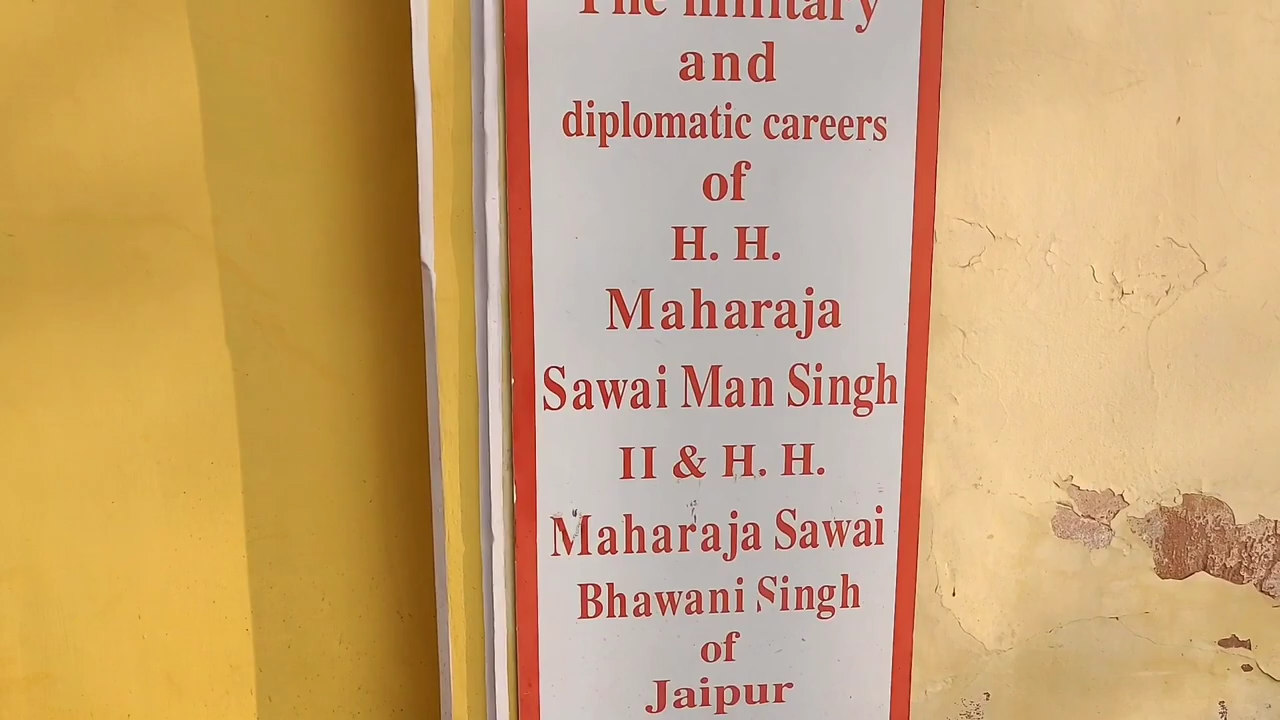 The military
and
diplomatic careers
of
H. H.
Maharaja
Sawai Man Singh
II & H. H.
Maharaja Sawai
Bhawani Singh
of
Jaipur